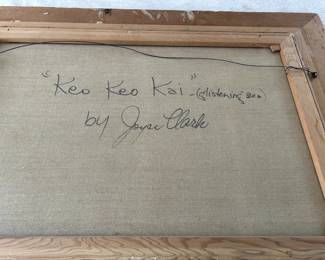 "Keo Keo Kai" - (glistening sea)
by Joyce Clark